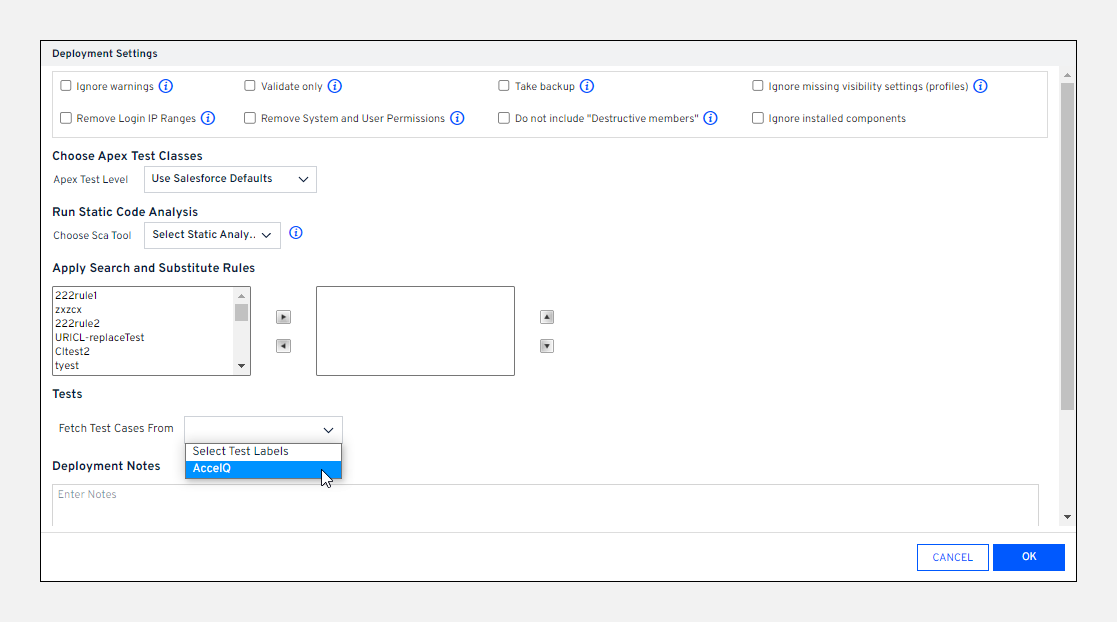 Deployment Settings
Ignore warnings Validate only Take backup Ignore missing visibility settings (profiles)
Remove Login IP Ranges Remove System and User Permissions Do not include "Destructive members" Ignore installed components
Choose Apex Test Classes
Apex Test Level Use Salesforce Defaults
Run Static Code Analysis
Choose Sca Tool Select Static Analy..
Apply Search and Substitute Rules
222rule1
zxzcx
222rule2
URICL-replaceTest
CItest2
tyest
Tests
Fetch Test Cases From
Select Test Labels
AccelQ
Deployment Notes
Enter Notes
CANCEL OK